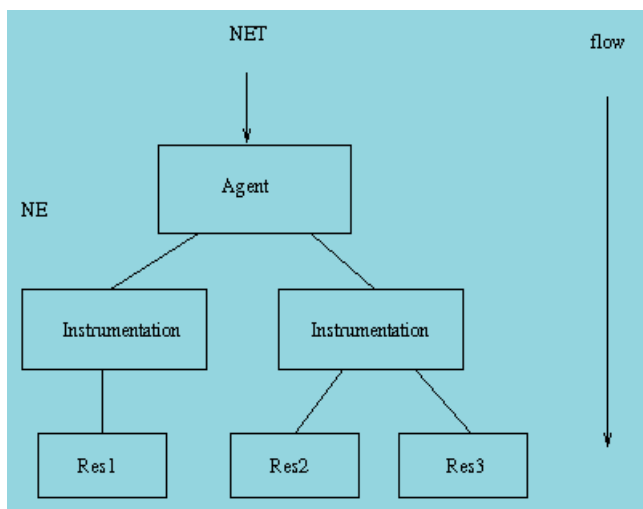 NET
flow
Agent
NE
Instrumentation
Instrumentation
Res1
Res2
Res3